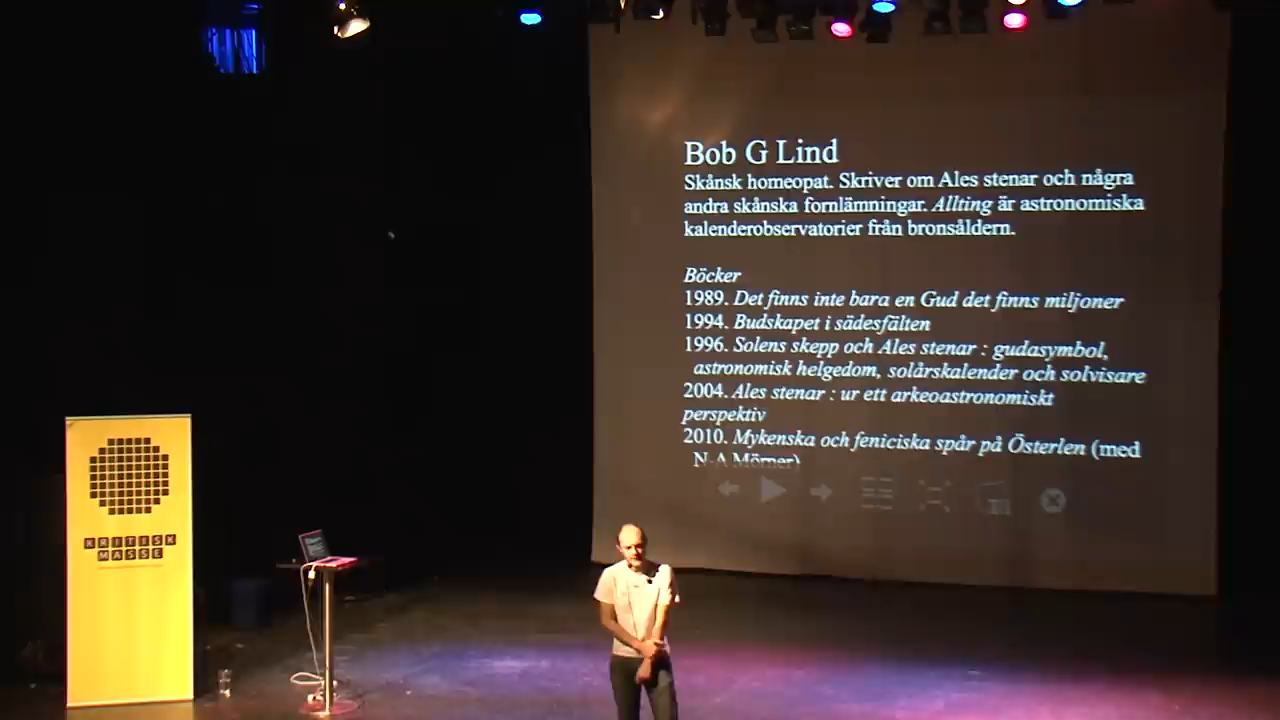 Bob G Lind
Skånsk homeopat. Skriver om Ales stenar och några
andra skånska fornlämningar. Allting är astronomiska
kalenderobservatorier från bronsåldern.
Böcker
1989. Det finns inte bara en Gud det finns miljoner
1994. Budskapet i sädesfälten
1996. Solens skepp och Ales stenar : gudasymbol,
astronomisk helgedom, solårskalender och solvisare
2004. Ales stenar : ur ett arkeoastronomiskt
perspektiv
2010. Mykenska och feniciska spår på Österlen (med
N-A Mörner)
KRITISK
MASSE